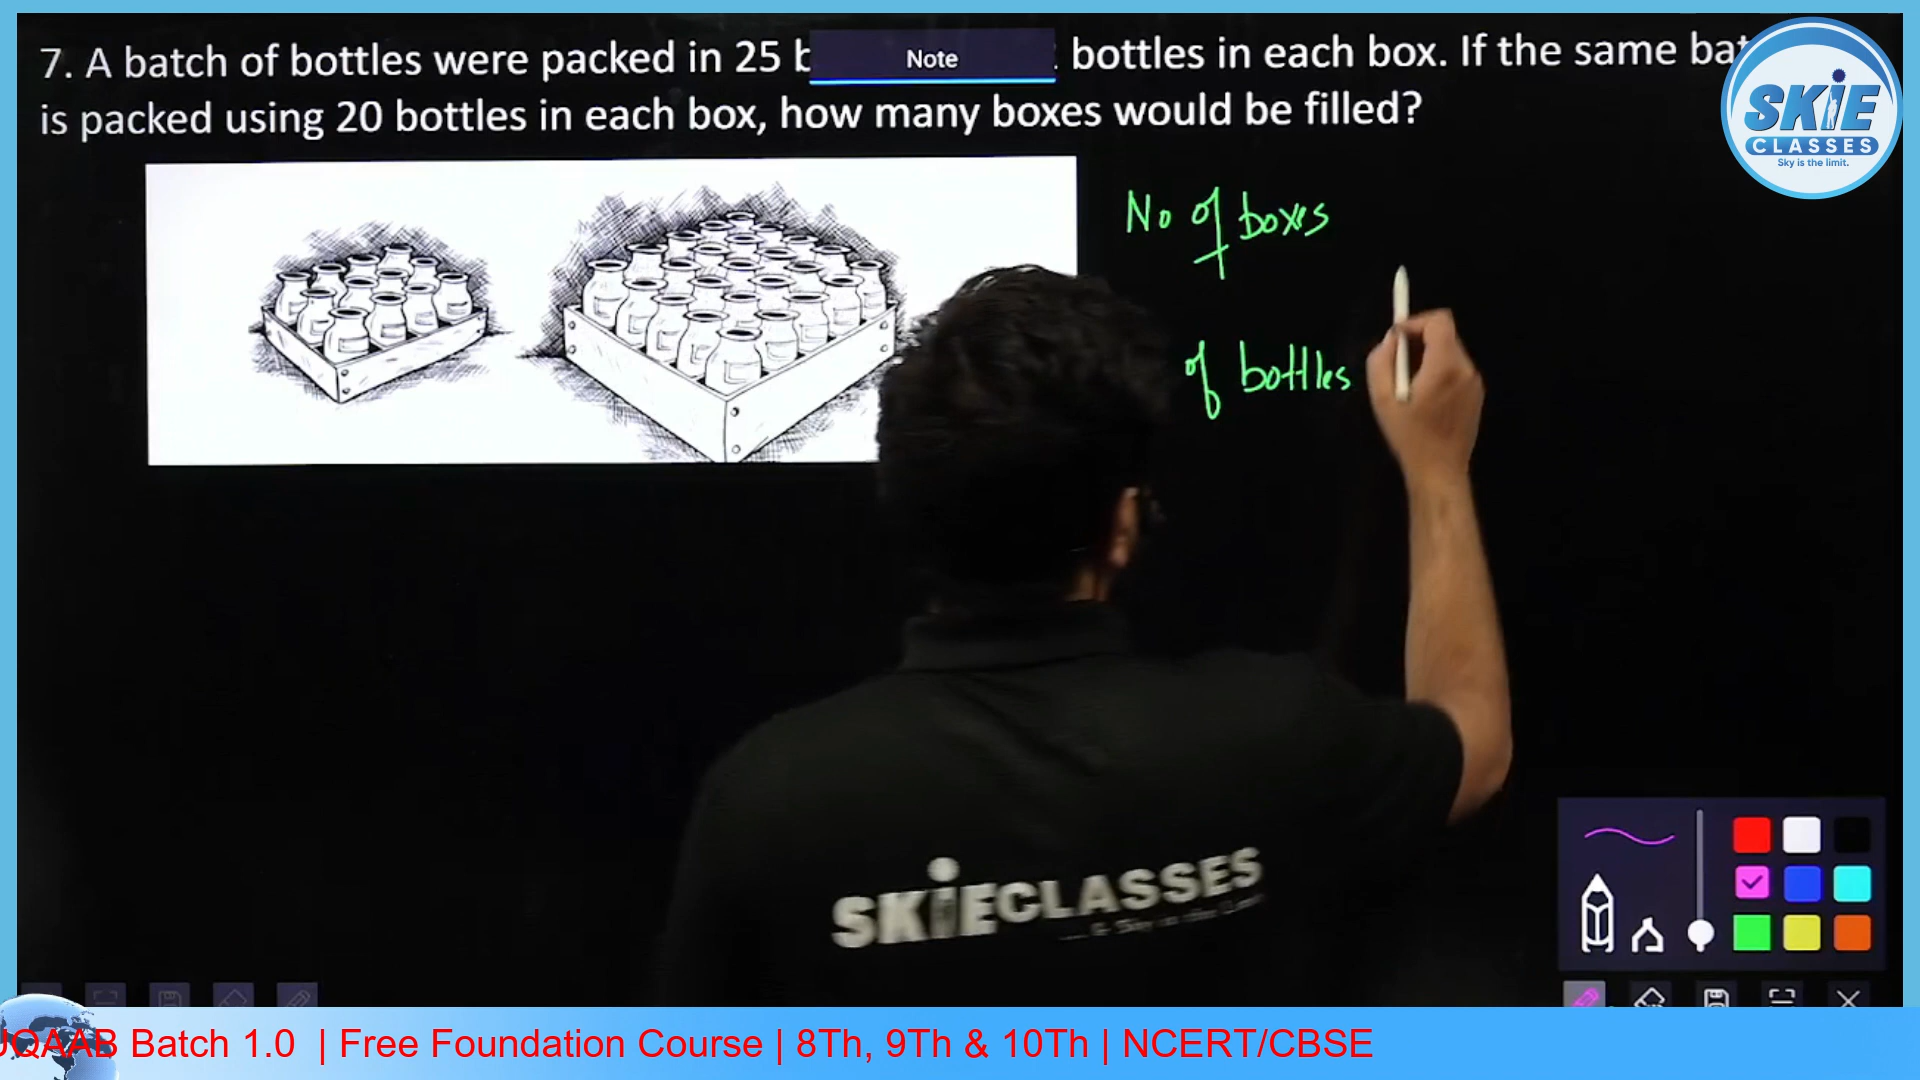 7. A batch of bottles were packed in 25 b Note bottles in each box. If the same bat
is packed using 20 bottles in each box, how many boxes would be filled?
SKiE
CLASSES
Sky is the limit.
No of boxes
of bottles
SKiECLASSES
UQAAB Batch 1.0 | Free Foundation Course | 8Th, 9Th & 10Th | NCERT/CBSE